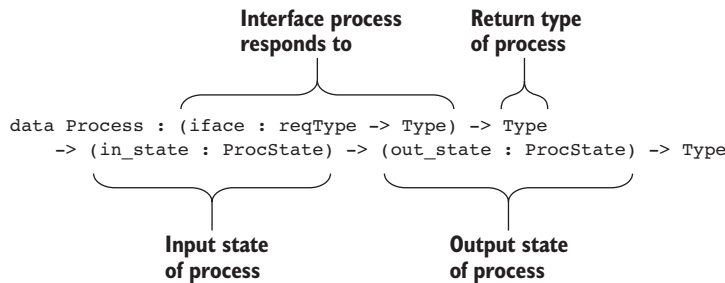 Interface process
responds to
Return type
of process
data Process : (iface : reqType -> Type) -> Type
-> (in_state : ProcState) -> (out_state : ProcState) -> Type
Input state
of process
Output state
of process